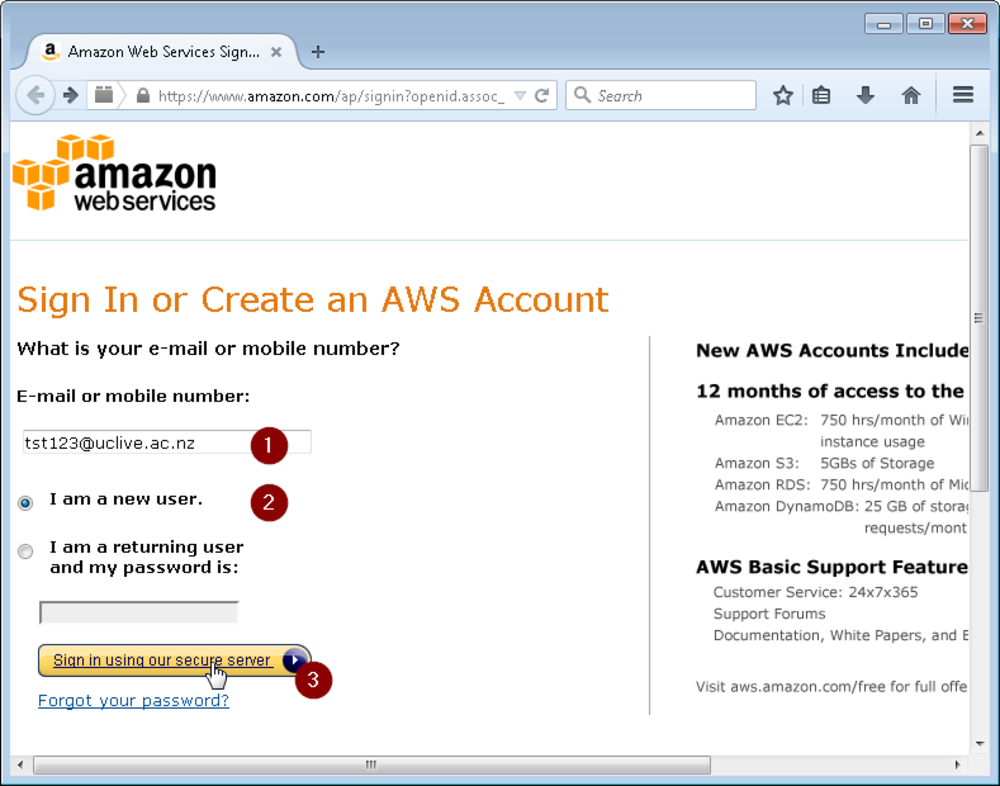 Amazon Web Services Sign...
https://www.amazon.com/ap/signin?openid.assoc_
Search
amazon
web services
Sign In or Create an AWS Account
What is your e-mail or mobile number?
E-mail or mobile number:
tst123@uclive.ac.nz
1
I am a new user.
2
I am a returning user
and my password is:
Sign in using our secure server
3
Forgot your password?
New AWS Accounts Include
12 months of access to the
Amazon EC2: 750 hrs/month of Wi
instance usage
Amazon S3: 5GBs of Storage
Amazon RDS: 750 hrs/month of Mic
Amazon DynamoDB: 25 GB of storag
requests/mont
AWS Basic Support Feature
Customer Service: 24x7x365
Support Forums
Documentation, White Papers, and E
Visit aws.amazon.com/free for full offe